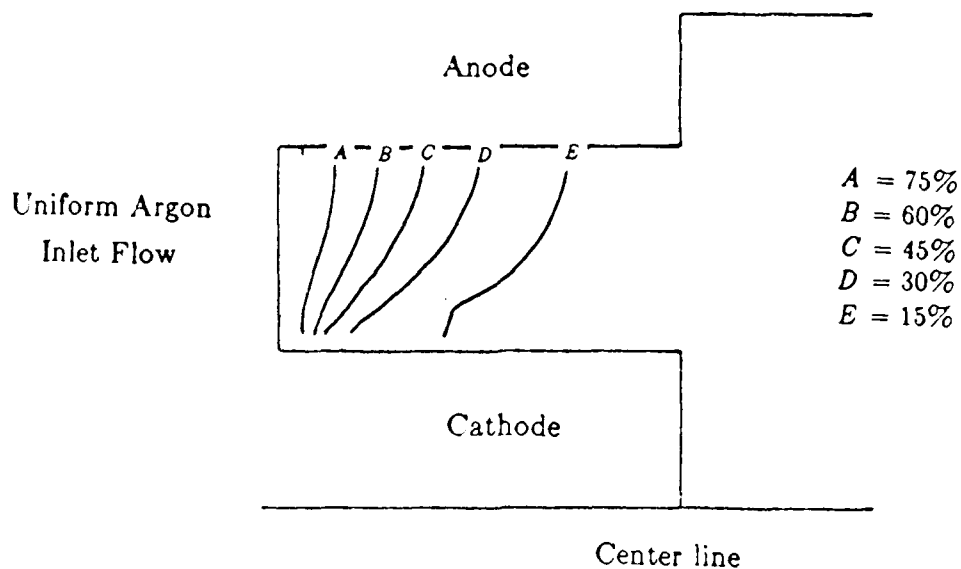 Anode
A B C D E
Uniform Argon
Inlet Flow
A = 75%
B = 60%
C = 45%
D = 30%
E = 15%
Cathode
Center line